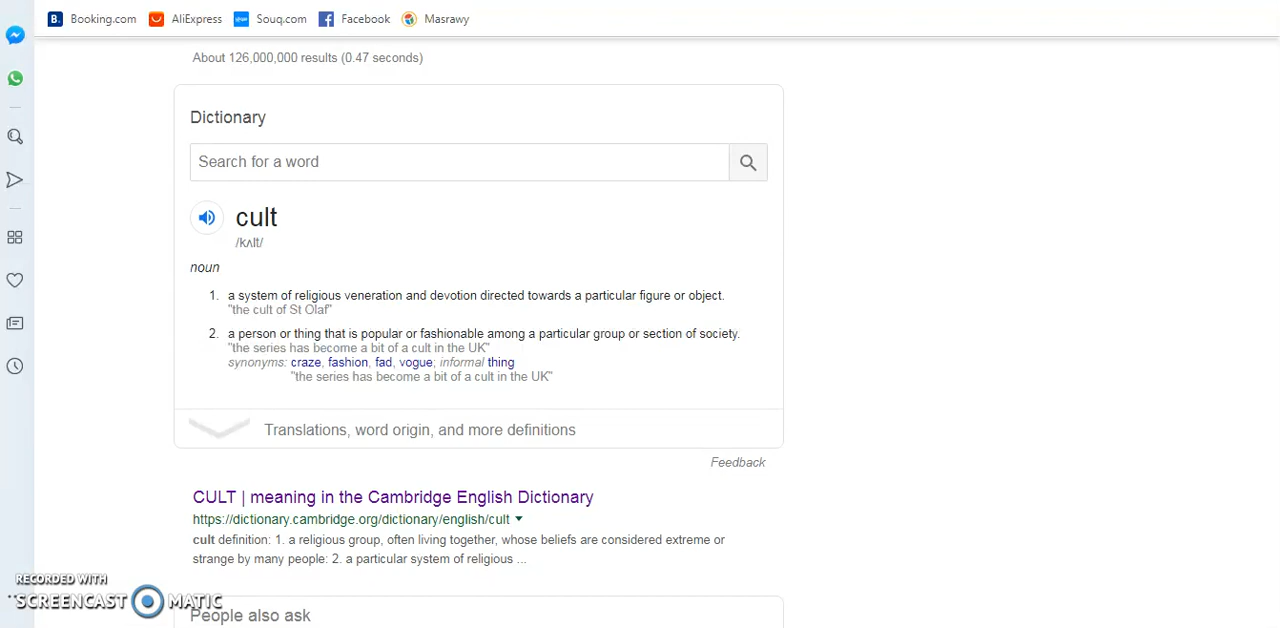 Booking.com AliExpress Souq.com Facebook Masrawy
About 126,000,000 results (0.47 seconds)
Dictionary
Search for a word
cult
/kʌlt/
noun
1. a system of religious veneration and devotion directed towards a particular figure or object.
"the cult of St Olaf"
2. a person or thing that is popular or fashionable among a particular group or section of society.
"the series has become a bit of a cult in the UK"
synonyms: craze, fashion, fad, vogue; informal thing
"the series has become a bit of a cult in the UK"
Translations, word origin, and more definitions
Feedback
CULT | meaning in the Cambridge English Dictionary
https://dictionary.cambridge.org/dictionary/english/cult
cult definition: 1. a religious group, often living together, whose beliefs are considered extreme or
strange by many people: 2. a particular system of religious ...
RECORDED WITH
SCREENCAST MATIC
People also ask